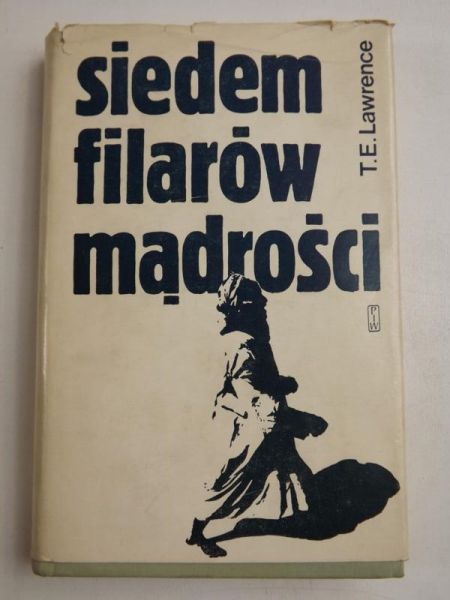 siedem
filarów
mądrości
T.E. Lawrence
PIW